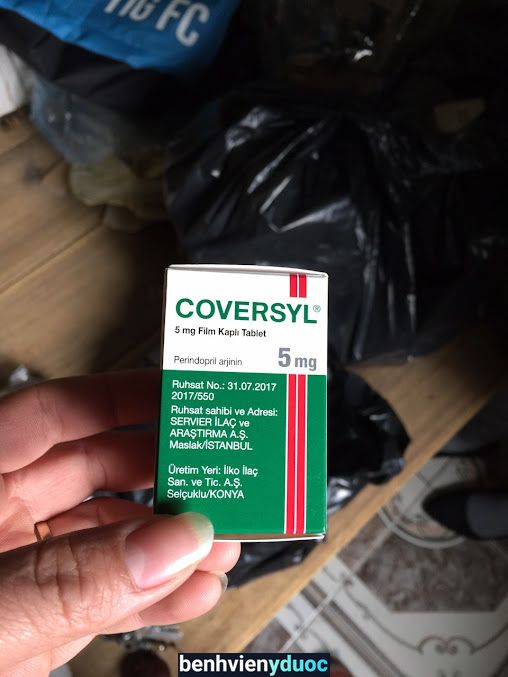 FC
COVERSYL®
5 mg Film Kaplı Tablet
Perindopril arjinin
5 mg
Ruhsat No.: 31.07.2017
2017/550
Ruhsat sahibi ve Adresi:
SERVIER İLAÇ ve
ARAŞTIRMA A.Ş.
Maslak/İSTANBUL
Üretim Yeri: İlko İlaç
San. ve Tic. A.Ş.
Selçuklu/KONYA
benhvienyduoc